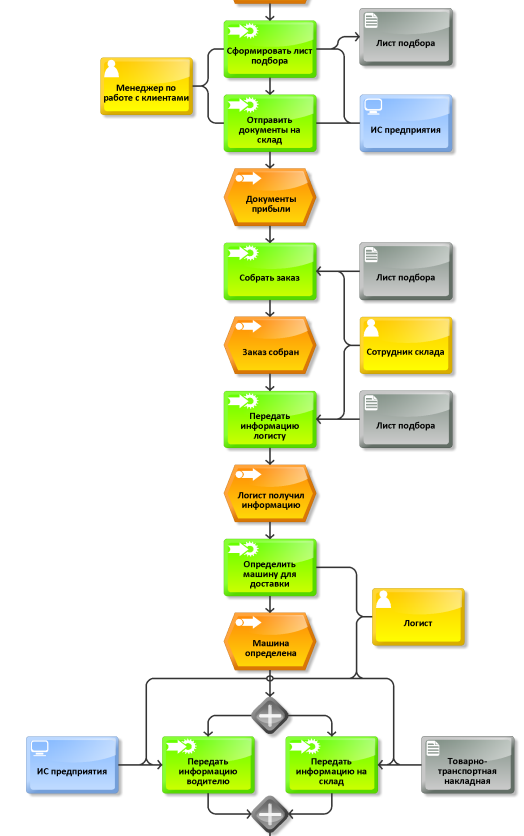 Сформировать лист
подбора
Лист подбора
Менеджер по
работе с клиентами
Отправить
документы на
склад
ИС предприятия
Документы
прибыли
Собрать заказ
Лист подбора
Заказ собран
Сотрудник склада
Передать
информацию
логисту
Лист подбора
Логист получил
информацию
Определить
машину для
доставки
Логист
Машина
определена
ИС предприятия
Передать
информацию
водителю
Передать
информацию на
склад
Товарно-
транспортная
накладная